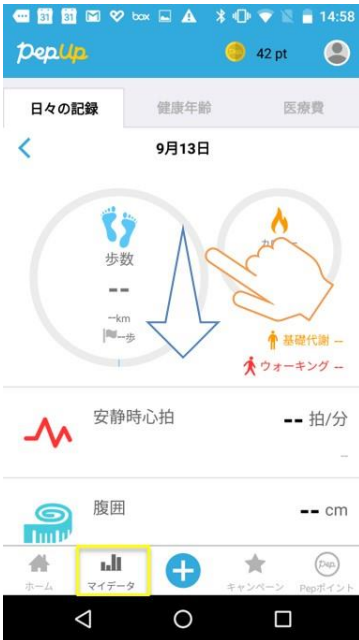 31 31 box 14:58
PepUp 42 pt
日々の記録 健康年齢 医療費
9月13日
歩数
--
--km
--歩
基礎代謝 --
ウォーキング --
安静時心拍 -- 拍/分
--
腹囲 -- cm
ホーム マイデータ キャンペーン Pepポイント
Pep